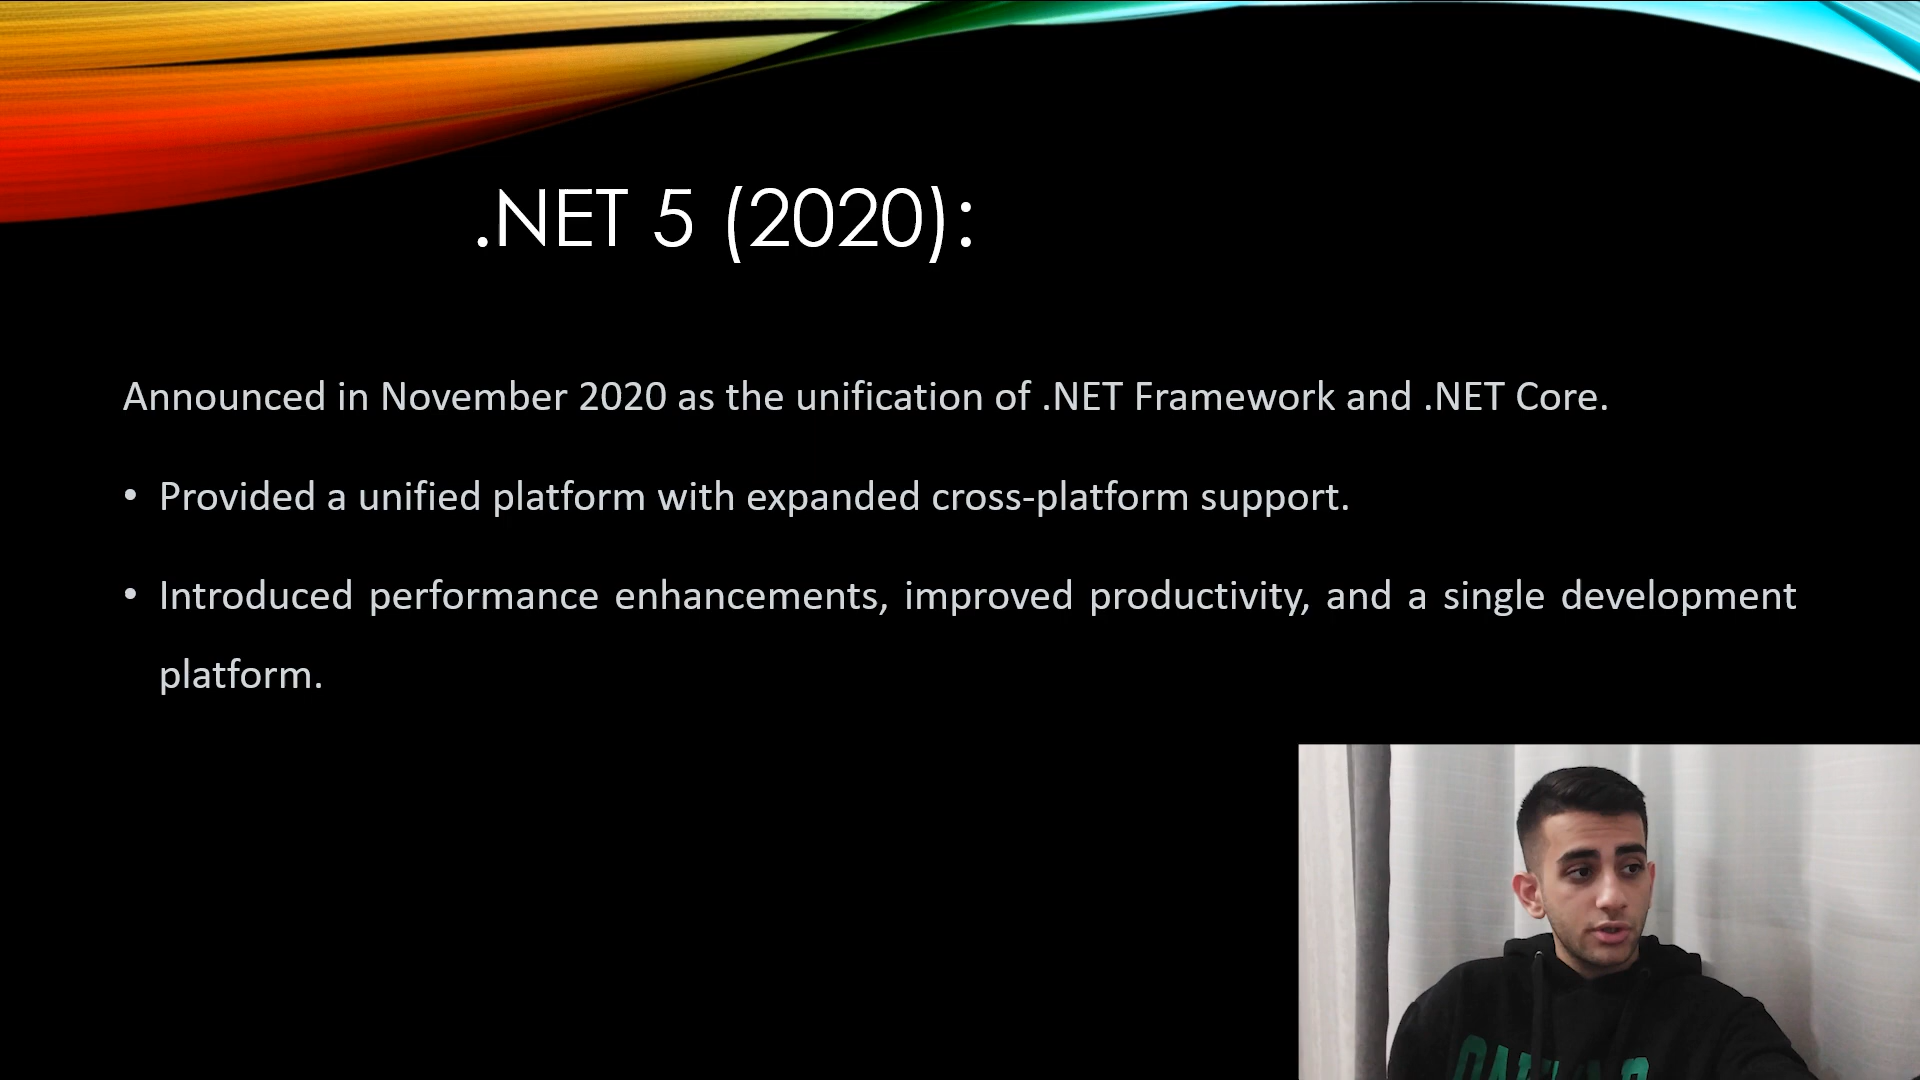 .NET 5 (2020):
Announced in November 2020 as the unification of .NET Framework and .NET Core.
• Provided a unified platform with expanded cross-platform support.
• Introduced performance enhancements, improved productivity, and a single development
platform.